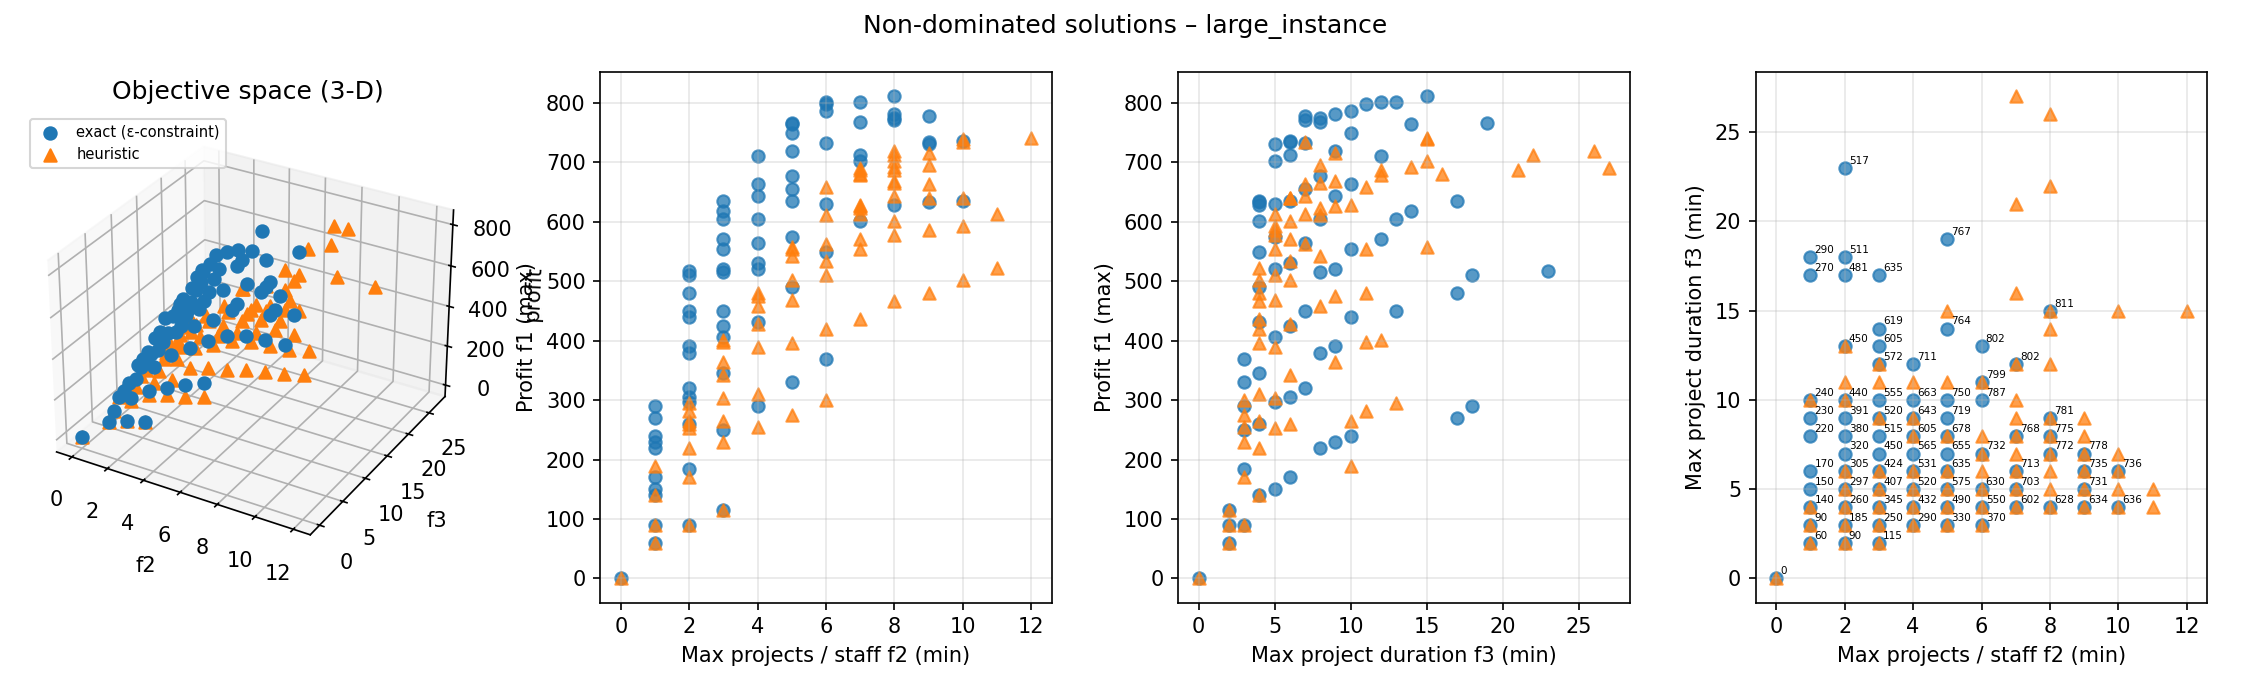 Non-dominated solutions – large_instance
Objective space (3-D)
exact (ε-constraint)
heuristic
0 2 4 6 8 10 12
f2
0 5 10 15 20 25
f3
800
600
400
200
0
profit
Profit f1 (max)
800
700
600
500
400
300
200
100
0
0 2 4 6 8 10 12
Max projects / staff f2 (min)
Profit f1 (max)
800
700
600
500
400
300
200
100
0
0 5 10 15 20 25
Max project duration f3 (min)
Max project duration f3 (min)
25
20
15
10
5
0
517
767
290 511
270 481 635
811
619 764
450 605 802
572 711 802
799
240 440 555 663 750 787
230 391 520 643 719 781
220 380 515 605 678 768 775
320 450 565 655 732 772 778
170 305 424 531 635 713 735 736
150 297 407 520 575 630 703 731
140 260 345 432 490 550 602 628 634 636
90 185 250 290 330 370
60 90 115
0
0 2 4 6 8 10 12
Max projects / staff f2 (min)